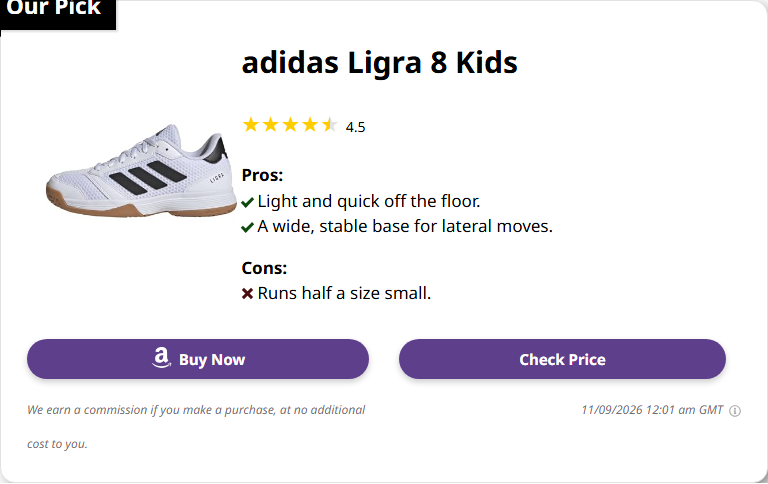 Our Pick
adidas Ligra 8 Kids
4.5
Pros:
Light and quick off the floor.
A wide, stable base for lateral moves.
LIGRA
Cons:
Runs half a size small.
a Buy Now
Check Price
We earn a commission if you make a purchase, at no additional
cost to you.
11/09/2026 12:01 am GMT